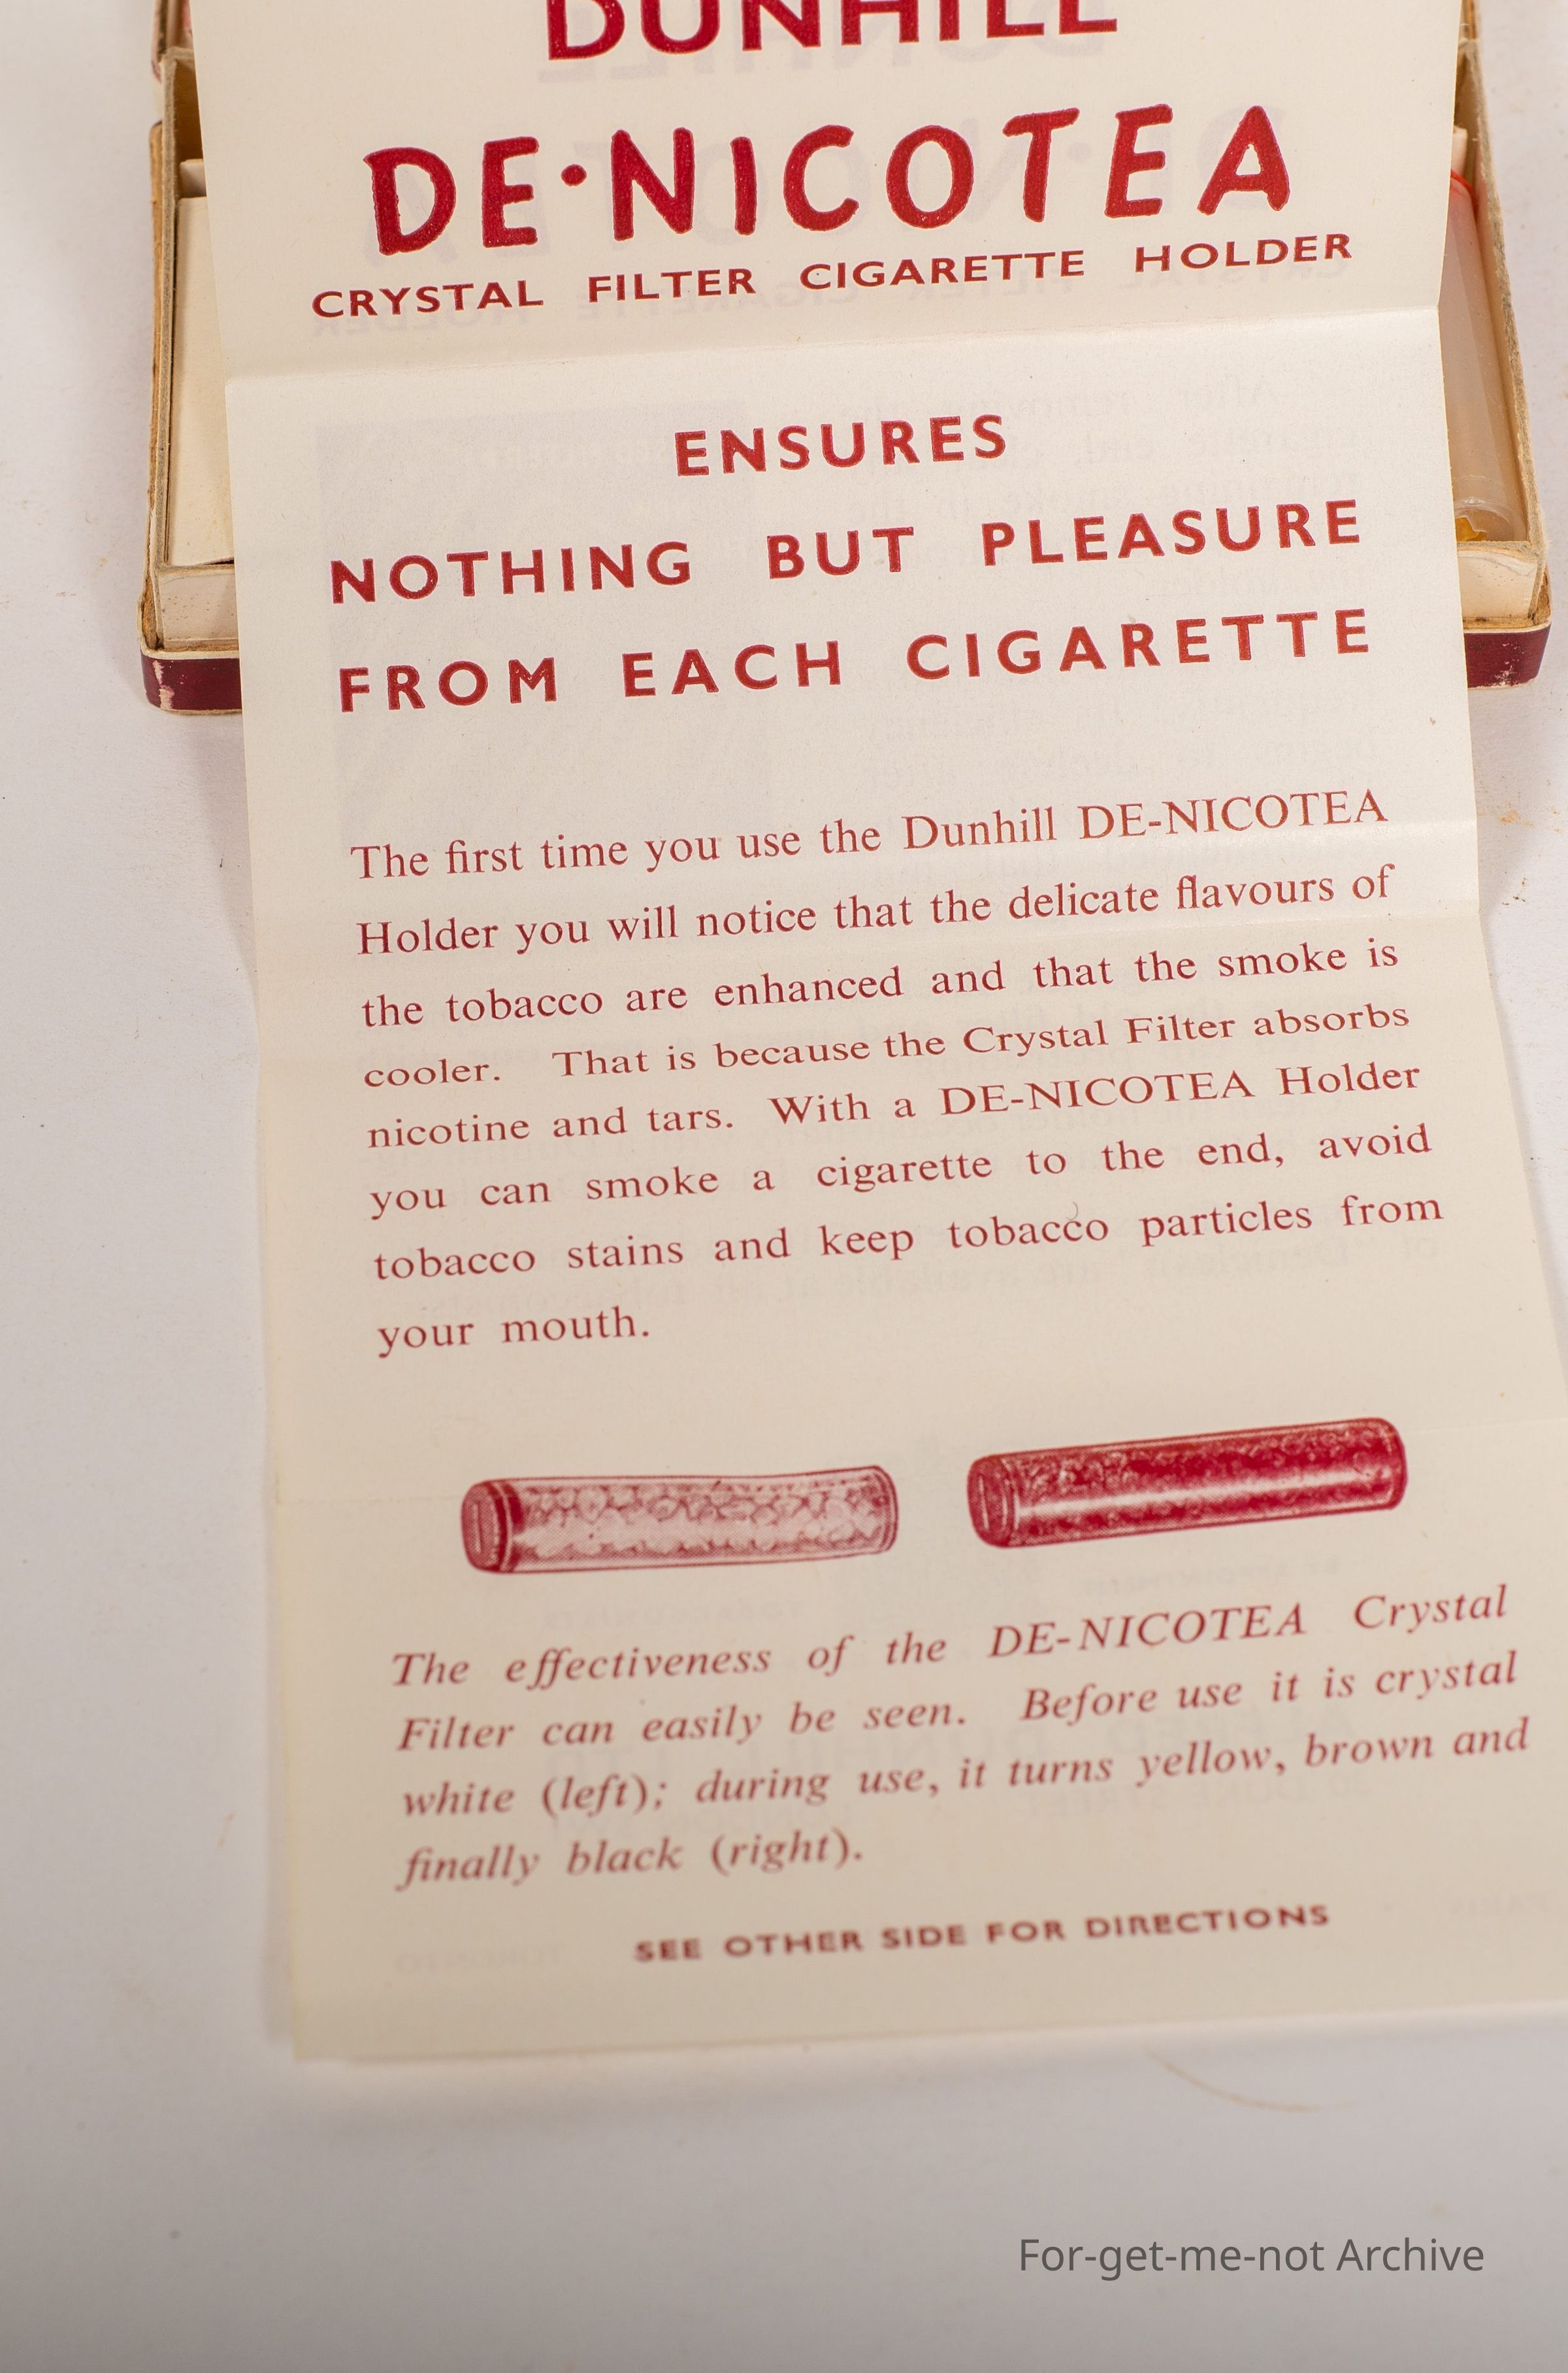 DUNHILL
DE·NICOTEA
CRYSTAL FILTER CIGARETTE HOLDER
ENSURES
NOTHING BUT PLEASURE
FROM EACH CIGARETTE
The first time you use the Dunhill DE-NICOTEA
Holder you will notice that the delicate flavours of
the tobacco are enhanced and that the smoke is
cooler. That is because the Crystal Filter absorbs
nicotine and tars. With a DE-NICOTEA Holder
you can smoke a cigarette to the end, avoid
tobacco stains and keep tobacco particles from
your mouth.
The effectiveness of the DE-NICOTEA Crystal
Filter can easily be seen. Before use it is crystal
white (left); during use, it turns yellow, brown and
finally black (right).
SEE OTHER SIDE FOR DIRECTIONS
For-get-me-not Archive